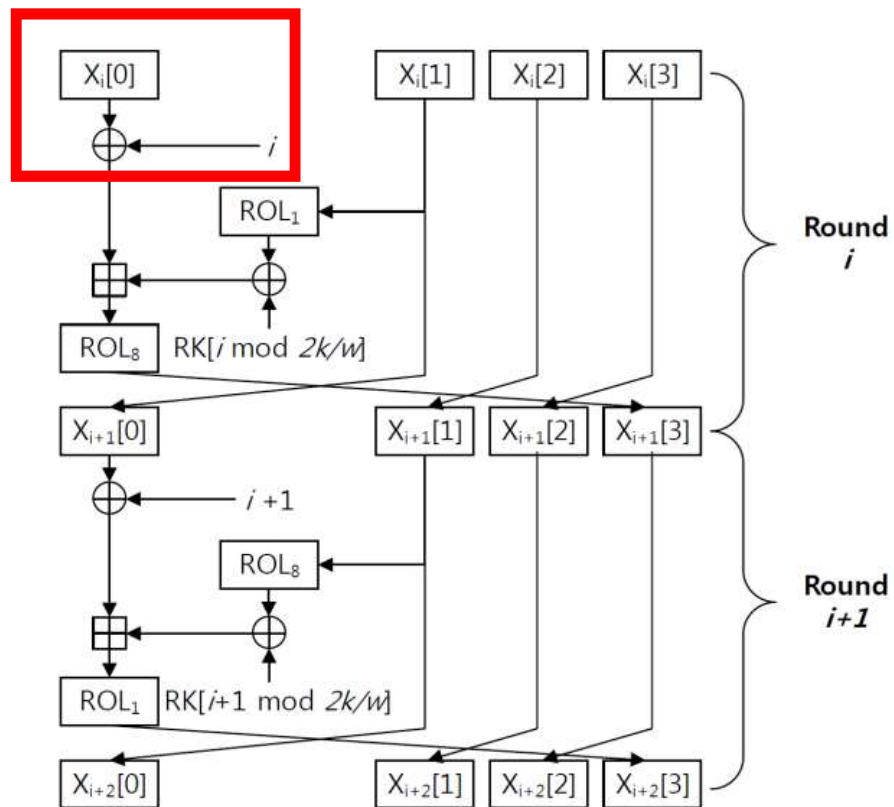 Xᵢ[0] Xᵢ[1] Xᵢ[2] Xᵢ[3]
i
ROL₁
Round
i
ROL₈ RK[i mod 2k/w]
Xᵢ₊₁[0] Xᵢ₊₁[1] Xᵢ₊₁[2] Xᵢ₊₁[3]
i +1
ROL₈
Round
i+1
ROL₁ RK[i+1 mod 2k/w]
Xᵢ₊₂[0] Xᵢ₊₂[1] Xᵢ₊₂[2] Xᵢ₊₂[3]